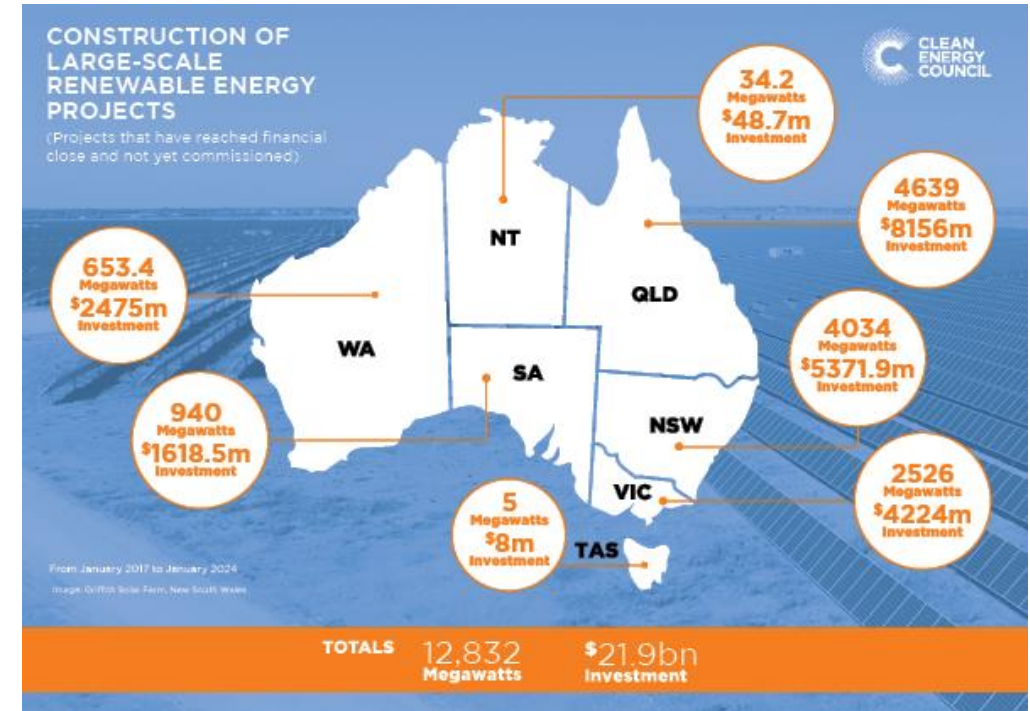 CONSTRUCTION OF
LARGE-SCALE
RENEWABLE ENERGY
PROJECTS
(Projects that have reached financial
close and not yet commissioned)
CLEAN
ENERGY
COUNCIL
34.2
Megawatts
$48.7m
Investment
4639
Megawatts
$8156m
Investment
653.4
Megawatts
$2475m
Investment
NT
QLD
WA
SA
4034
Megawatts
$5371.9m
Investment
940
Megawatts
$1618.5m
Investment
NSW
VIC
2526
Megawatts
$4224m
Investment
5
Megawatts
$8m
Investment
TAS
From January 2017 to January 2024
Image: Griffith Solar Farm, New South Wales
TOTALS
12,832
Megawatts
$21.9bn
Investment